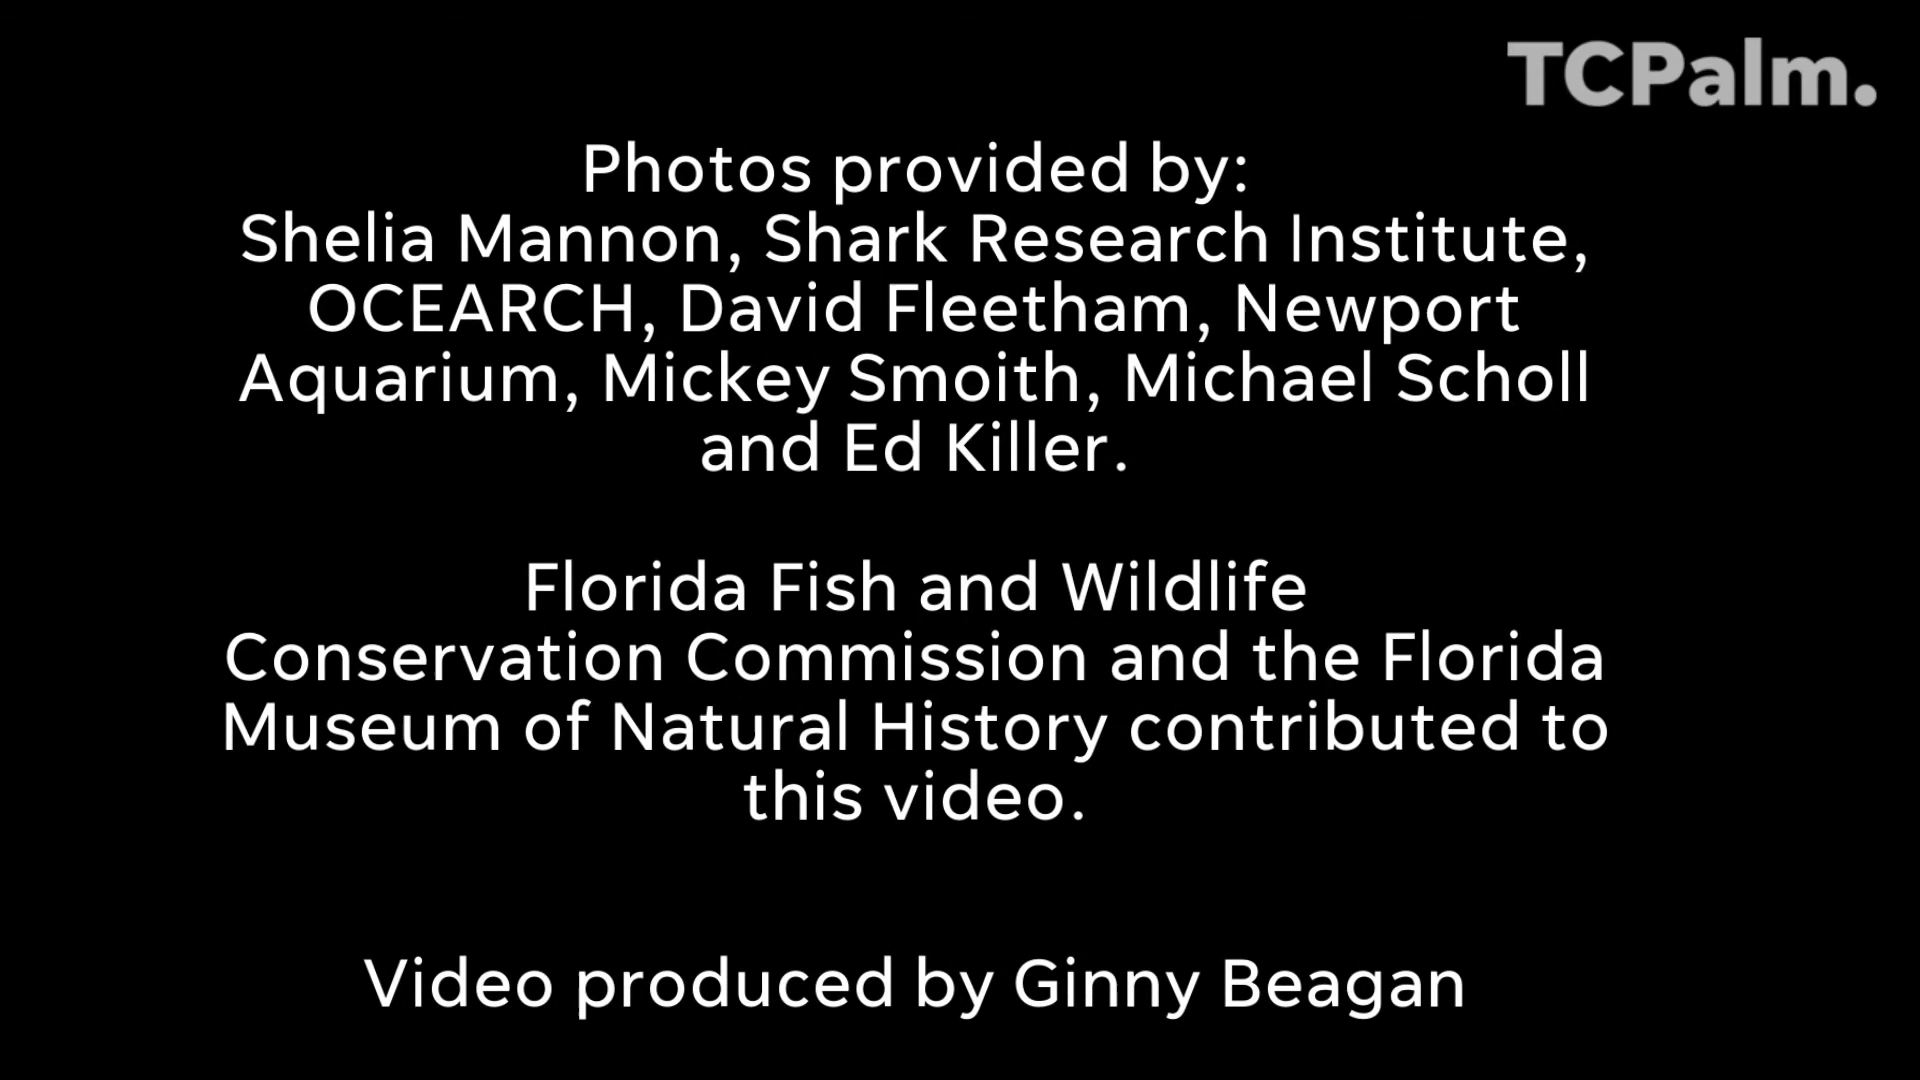 TCPalm.
Photos provided by:
Shelia Mannon, Shark Research Institute,
OCEARCH, David Fleetham, Newport
Aquarium, Mickey Smoith, Michael Scholl
and Ed Killer.
Florida Fish and Wildlife
Conservation Commission and the Florida
Museum of Natural History contributed to
this video.
Video produced by Ginny Beagan